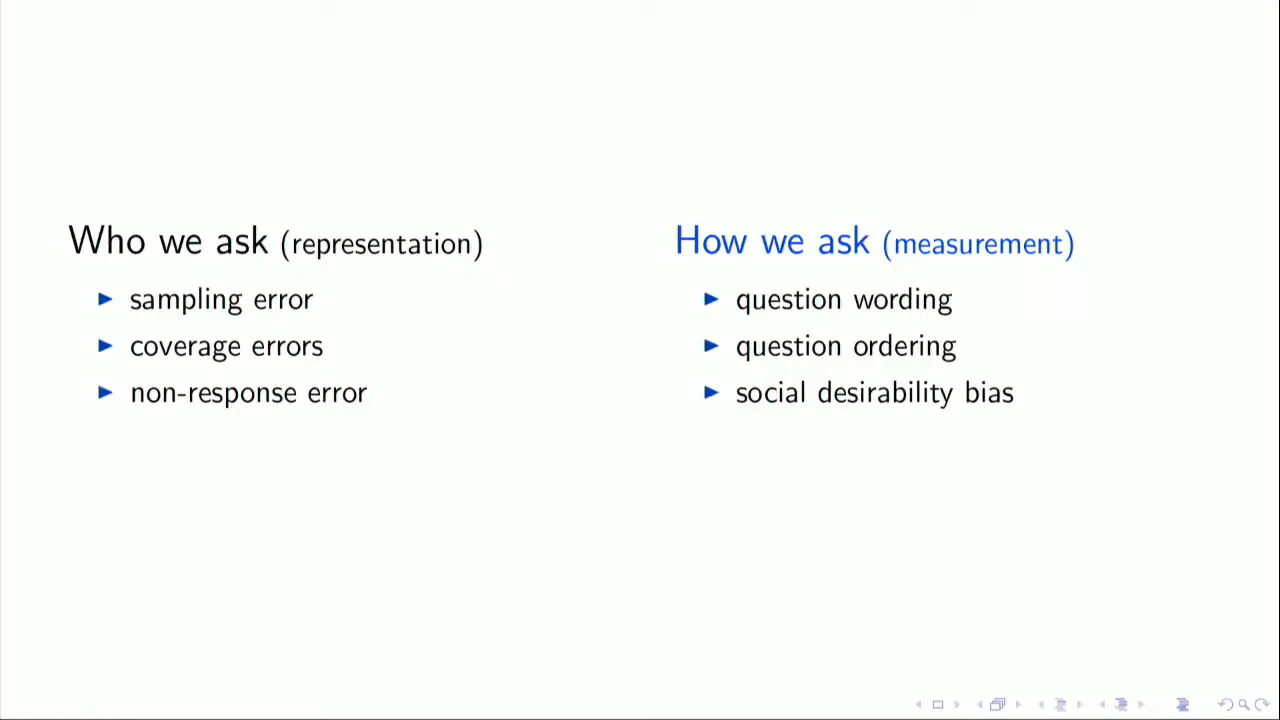 Who we ask (representation)
sampling error
coverage errors
non-response error
How we ask (measurement)
question wording
question ordering
social desirability bias